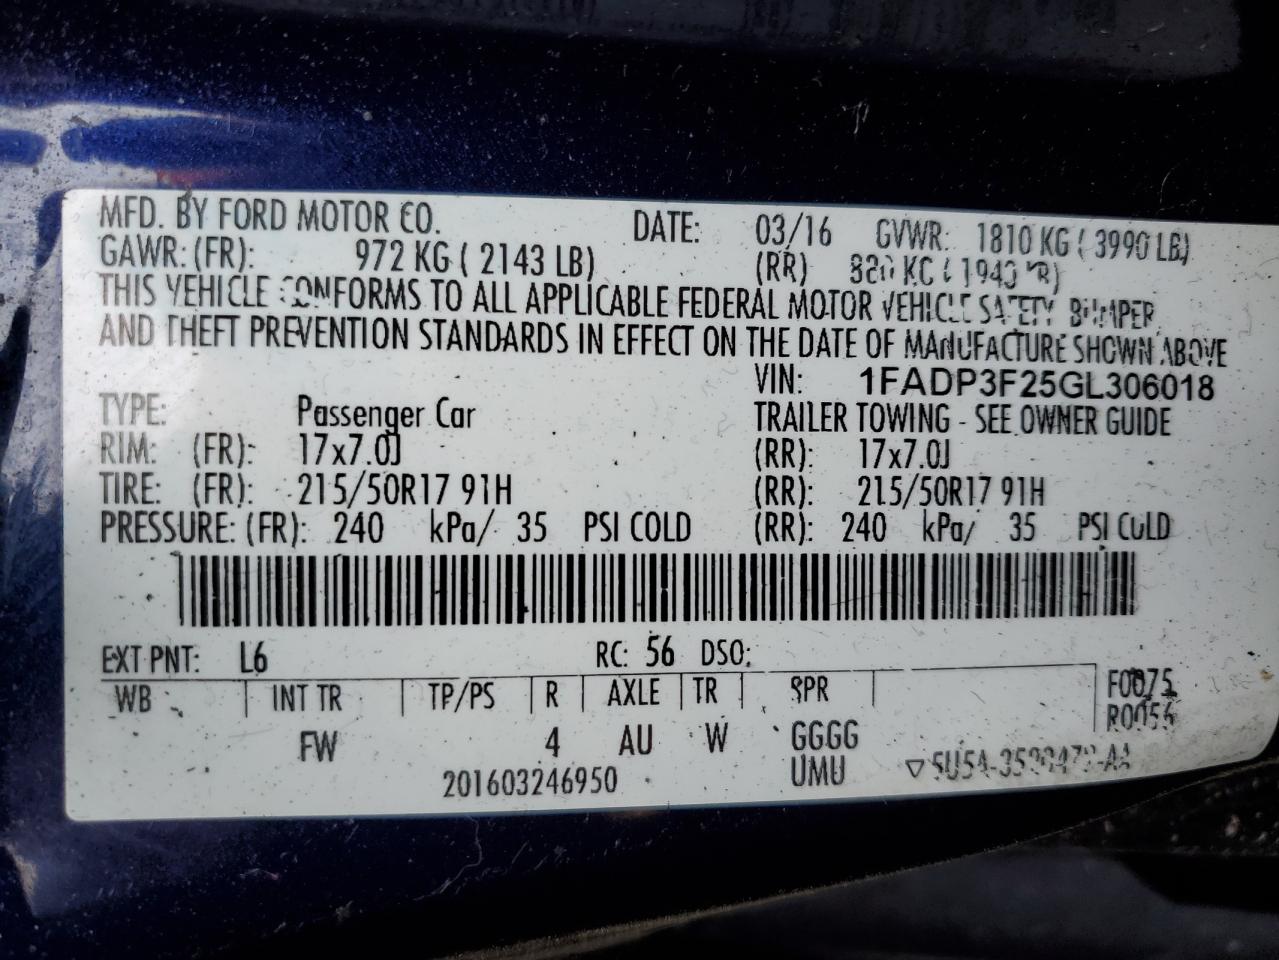 MFD. BY FORD MOTOR CO. DATE: 03/16 GVWR: 1810 KG ( 3990 LB)
GAWR: (FR): 972 KG ( 2143 LB) (RR) 880 KG ( 1940 LB)
THIS VEHICLE CONFORMS TO ALL APPLICABLE FEDERAL MOTOR VEHICLE SAFETY BUMPER
AND THEFT PREVENTION STANDARDS IN EFFECT ON THE DATE OF MANUFACTURE SHOWN ABOVE
VIN: 1FADP3F25GL306018
TYPE: Passenger Car TRAILER TOWING - SEE OWNER GUIDE
RIM: (FR): 17x7.0J (RR): 17x7.0J
TIRE: (FR): 215/50R17 91H (RR): 215/50R17 91H
PRESSURE: (FR): 240 kPa/ 35 PSI COLD (RR): 240 kPa/ 35 PSI COLD
EXT PNT: L6 RC: 56 DSO:
WB INT TR TP/PS R AXLE TR SPR F0075
R0056
FW 4 AU W GGGG
201603246950 UMU